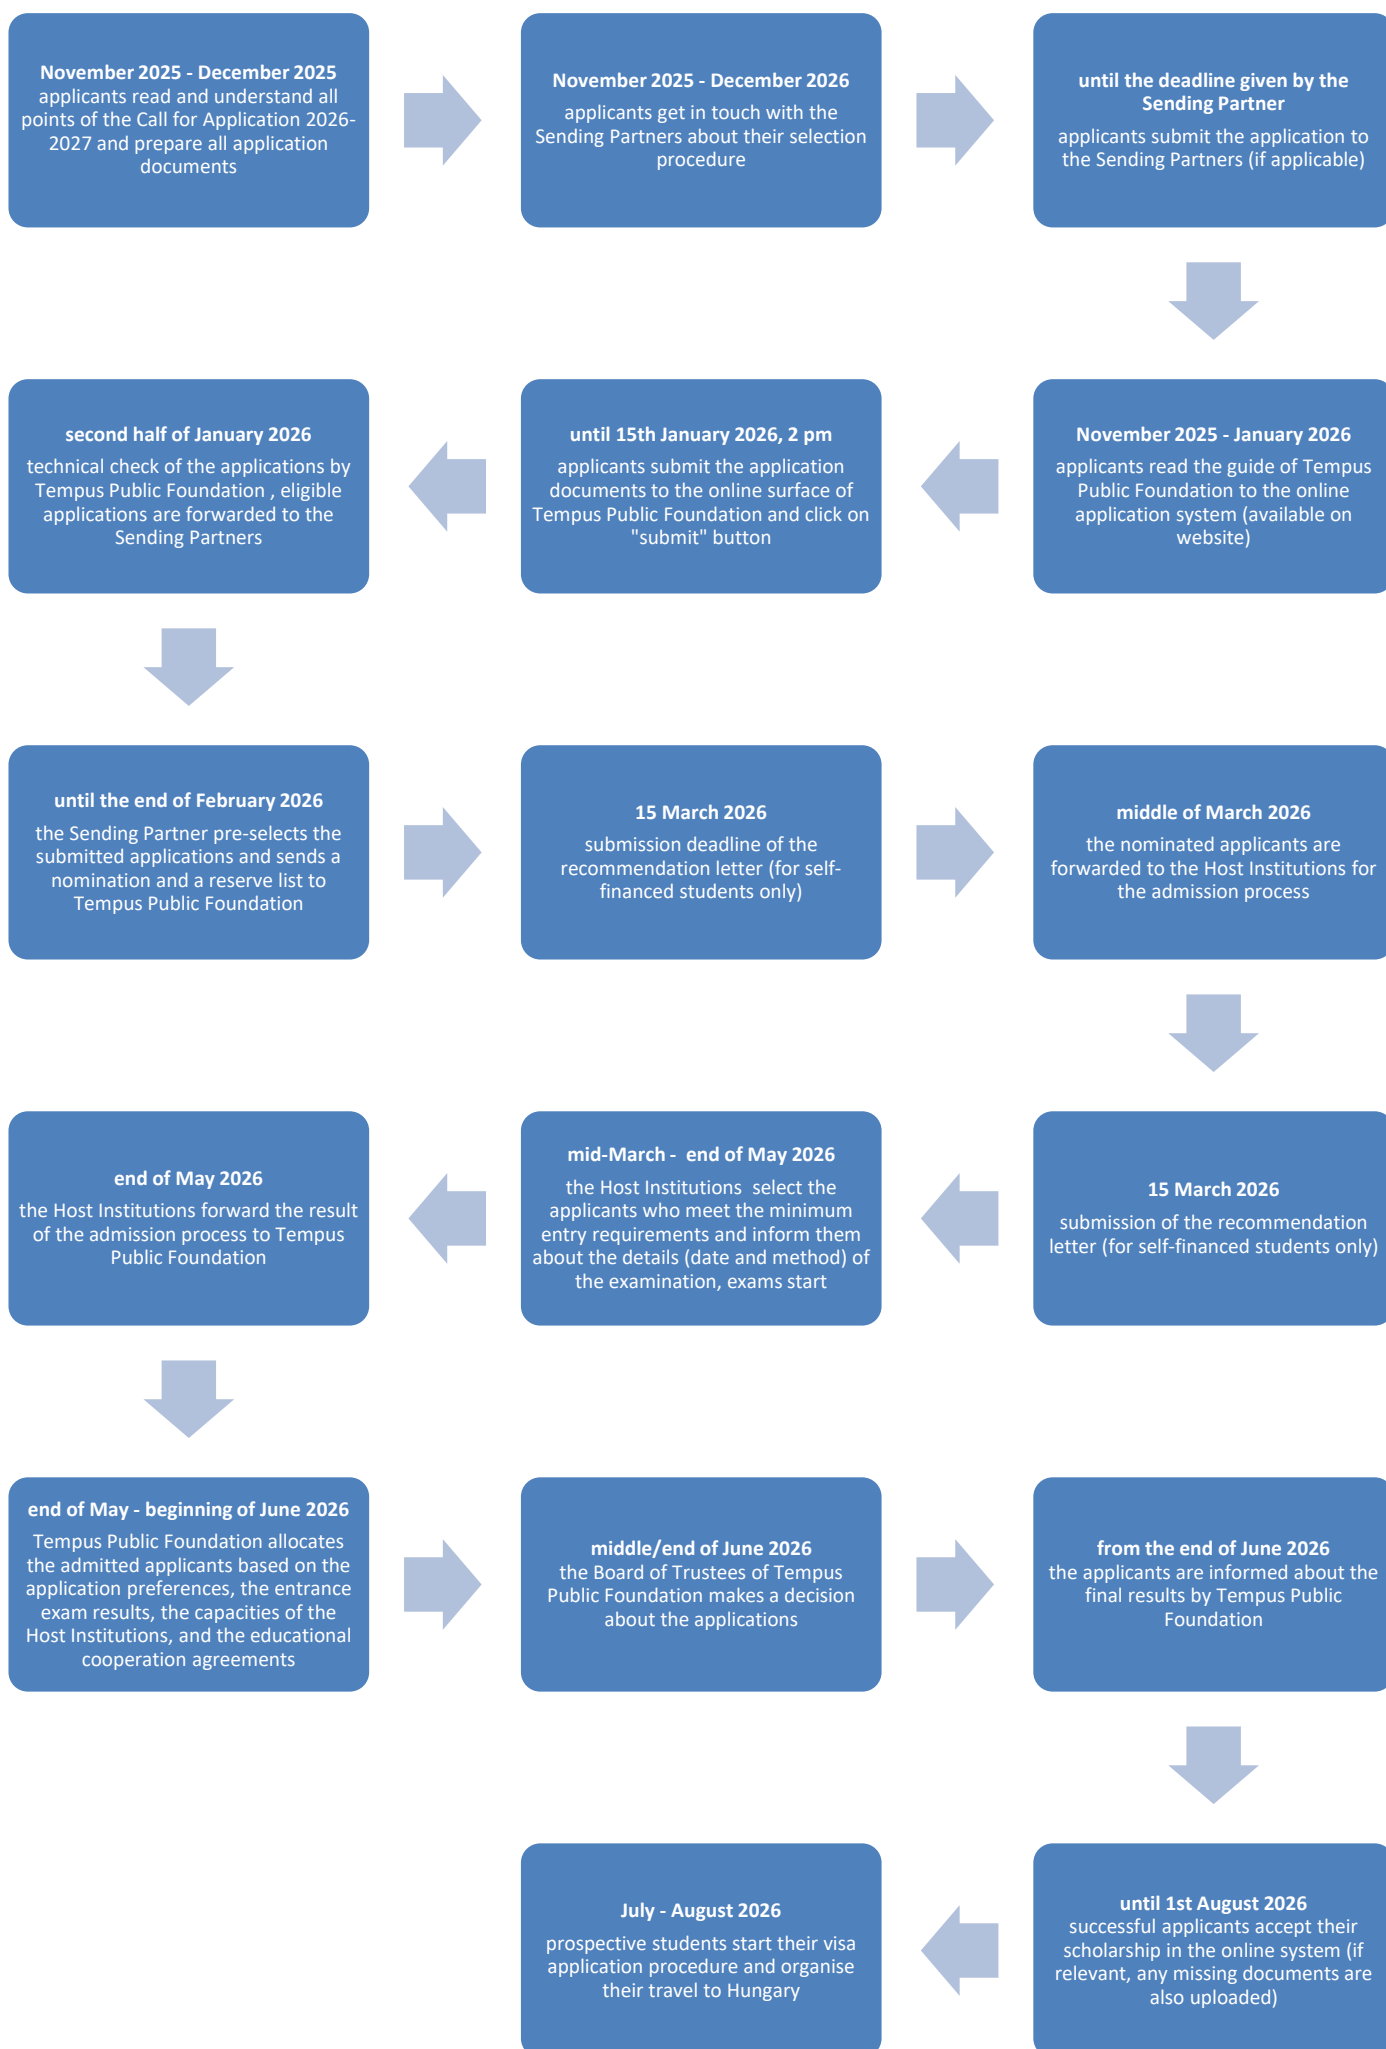 November 2025 - December 2025
applicants read and understand all
points of the Call for Application 2026-
2027 and prepare all application
documents
November 2025 - December 2026
applicants get in touch with the
Sending Partners about their selection
procedure
until the deadline given by the
Sending Partner
applicants submit the application to
the Sending Partners (if applicable)
November 2025 - January 2026
applicants read the guide of Tempus
Public Foundation to the online
application system (available on
website)
until 15th January 2026, 2 pm
applicants submit the application
documents to the online surface of
Tempus Public Foundation and click on
"submit" button
second half of January 2026
technical check of the applications by
Tempus Public Foundation , eligible
applications are forwarded to the
Sending Partners
until the end of February 2026
the Sending Partner pre-selects the
submitted applications and sends a
nomination and a reserve list to
Tempus Public Foundation
15 March 2026
submission deadline of the
recommendation letter (for self-
financed students only)
middle of March 2026
the nominated applicants are
forwarded to the Host Institutions for
the admission process
15 March 2026
submission of the recommendation
letter (for self-financed students only)
mid-March -  end of May 2026
the Host Institutions  select the
applicants who meet the minimum
entry requirements and inform them
about the details (date and method) of
the examination, exams start
end of May 2026
the Host Institutions forward the result
of the admission process to Tempus
Public Foundation
end of May - beginning of June 2026
Tempus Public Foundation allocates
the admitted applicants based on the
application preferences, the entrance
exam results, the capacities of the
Host Institutions, and the educational
cooperation agreements
middle/end of June 2026
the Board of Trustees of Tempus
Public Foundation makes a decision
about the applications
from the end of June 2026
the applicants are informed about the
final results by Tempus Public
Foundation
until 1st August 2026
successful applicants accept their
scholarship in the online system (if
relevant, any missing documents are
also uploaded)
July - August 2026
prospective students start their visa
application procedure and organise
their travel to Hungary